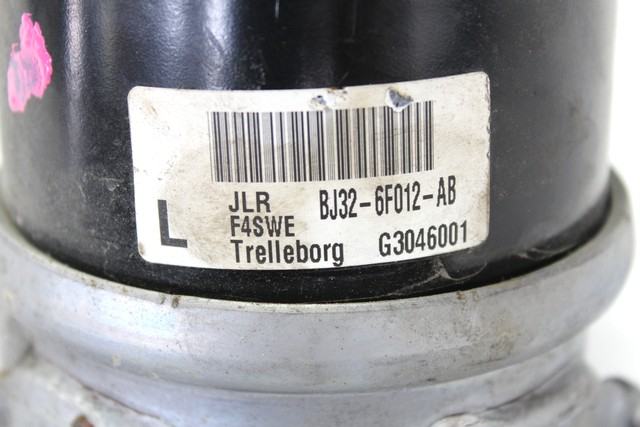 JLR BJ32-6F012-AB
F4SWE
L
Trelleborg G3046001